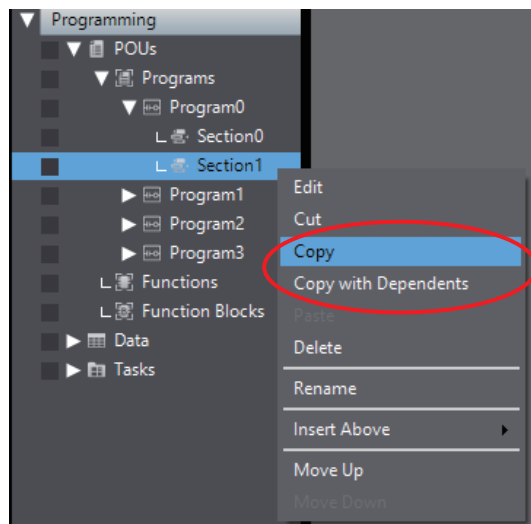 Programming
POUs
Programs
Program0
Section0
Section1
Program1
Program2
Program3
Functions
Function Blocks
Data
Tasks
Edit
Cut
Copy
Copy with Dependents
Paste
Delete
Rename
Insert Above
Move Up
Move Down